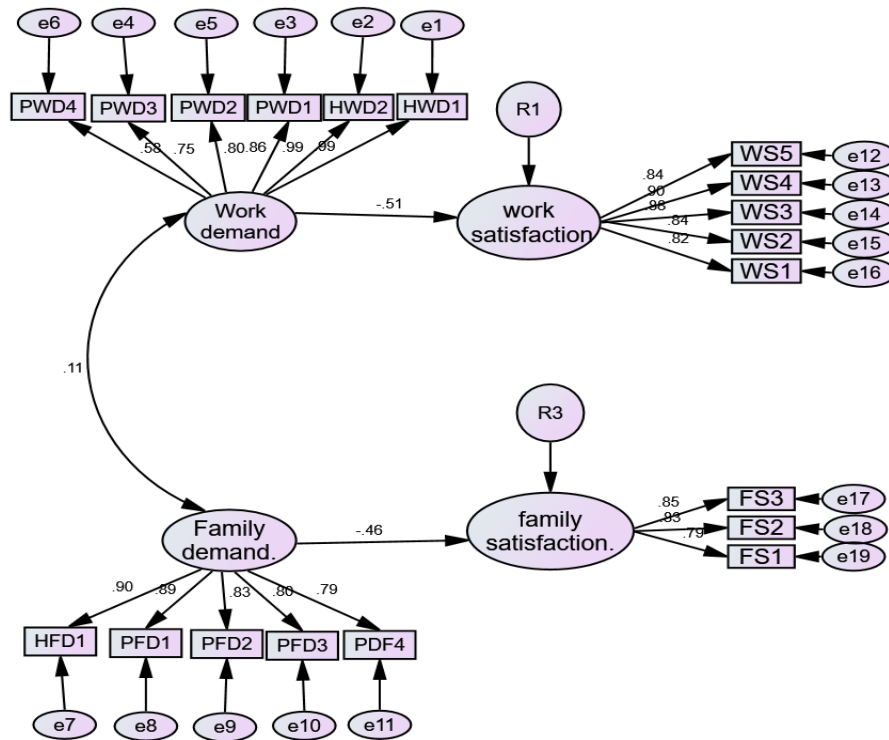 e6 e4 e5 e3 e2 e1
PWD4 PWD3 PWD2 PWD1 HWD2 HWD1
.58 .75 .80 .86 .99 .99
R1
Work
demand
-.51
work
satisfaction
.84
.90
.88
.84
.82
WS5 e12
WS4 e13
WS3 e14
WS2 e15
WS1 e16
.11
R3
Family
demand.
-.46
family
satisfaction.
.85
.83
.79
FS3 e17
FS2 e18
FS1 e19
.90 .89 .83 .80 .79
HFD1 PFD1 PFD2 PFD3 PDF4
e7 e8 e9 e10 e11